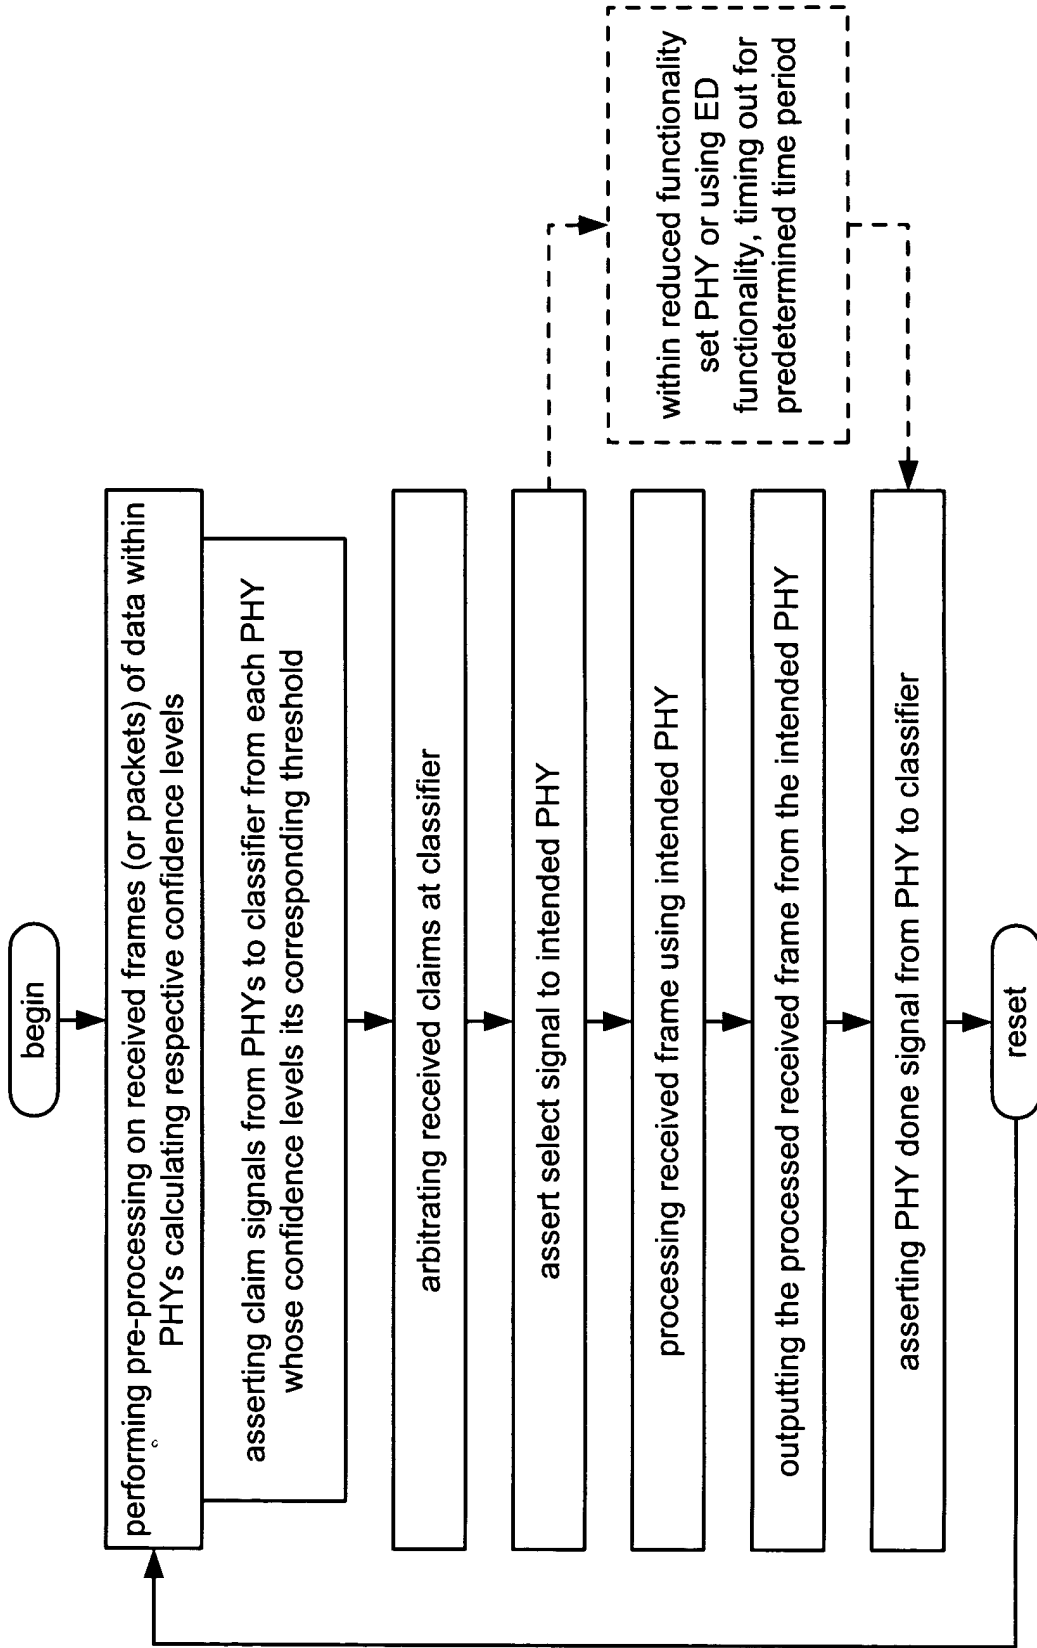 begin
performing pre-processing on received frames (or packets) of data within
PHYs calculating respective confidence levels
asserting claim signals from PHYs to classifier from each PHY
whose confidence levels its corresponding threshold
arbitrating received claims at classifier
assert select signal to intended PHY
within reduced functionality
set PHY or using ED
functionality, timing out for
predetermined time period
processing received frame using intended PHY
outputting the processed received frame from the intended PHY
asserting PHY done signal from PHY to classifier
reset